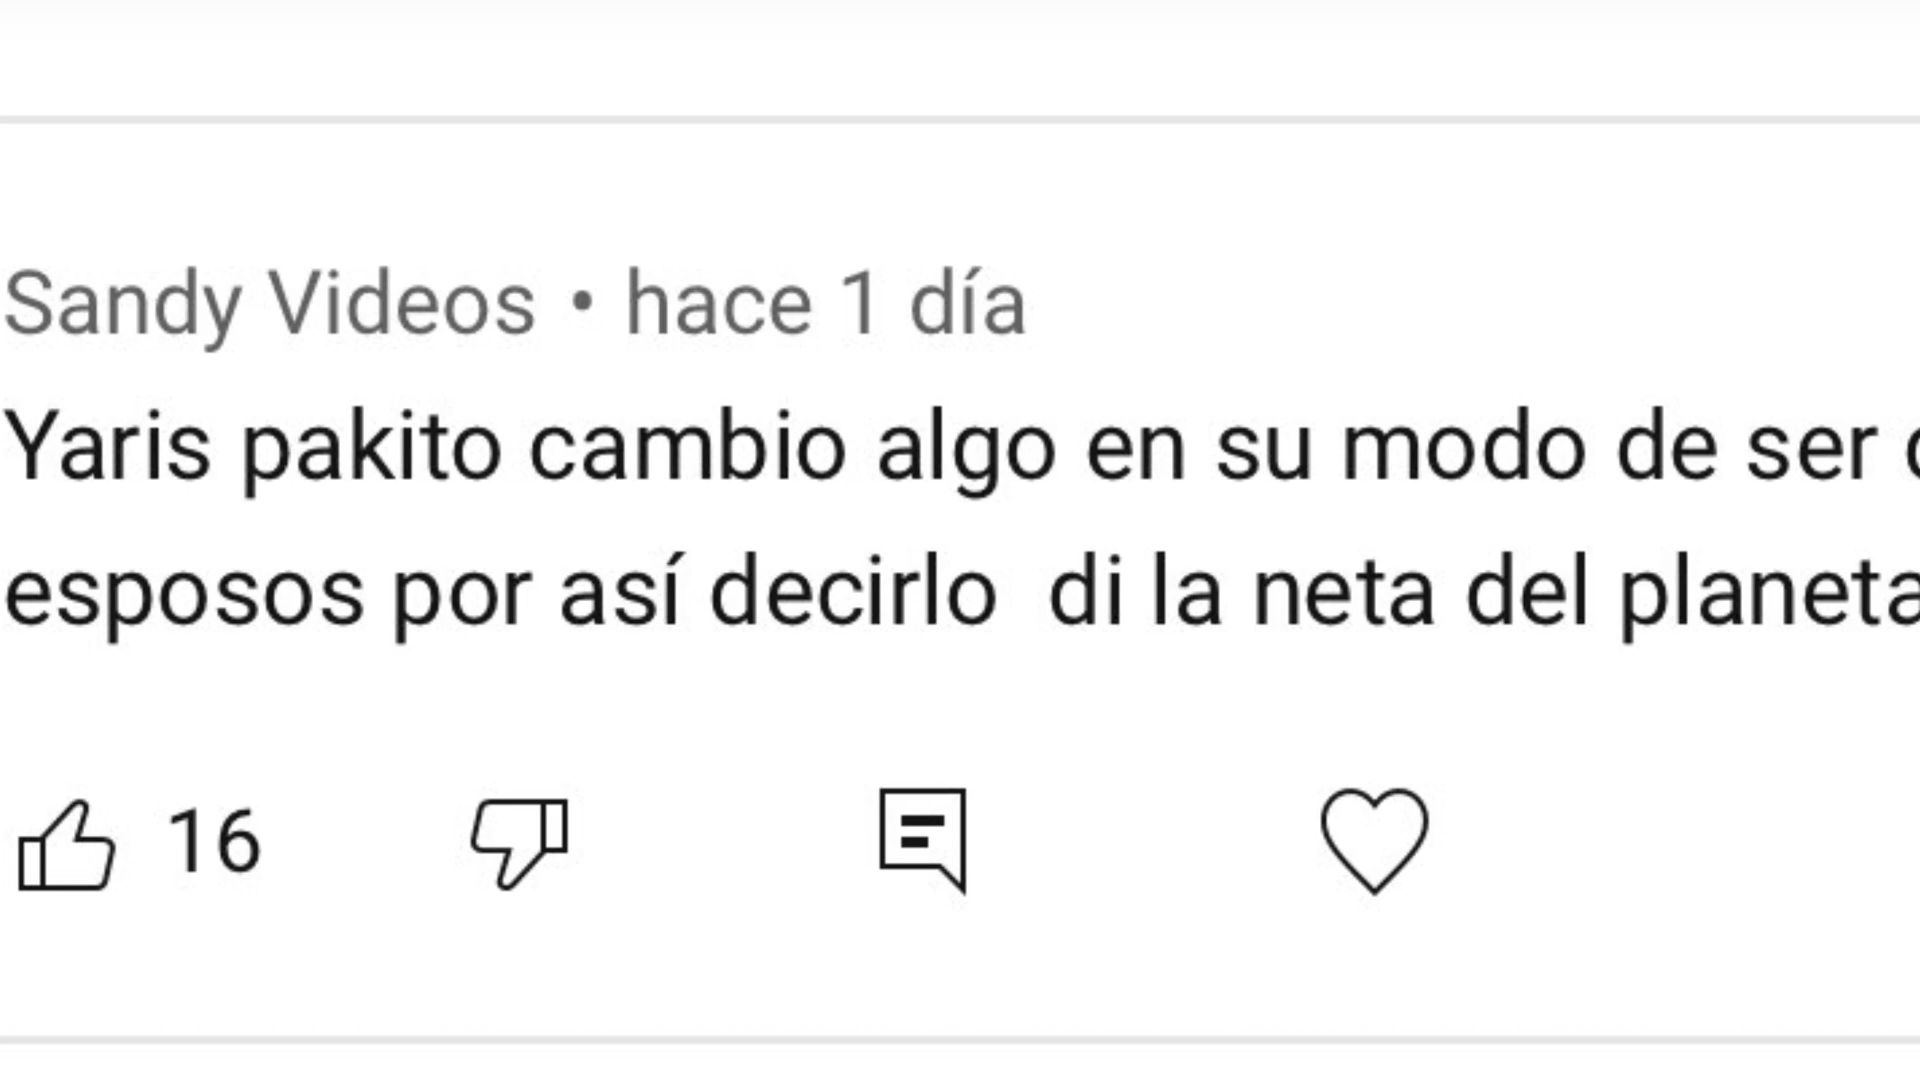 Sandy Videos • hace 1 día
Yaris pakito cambio algo en su modo de ser
esposos por así decirlo  di la neta del planeta
16